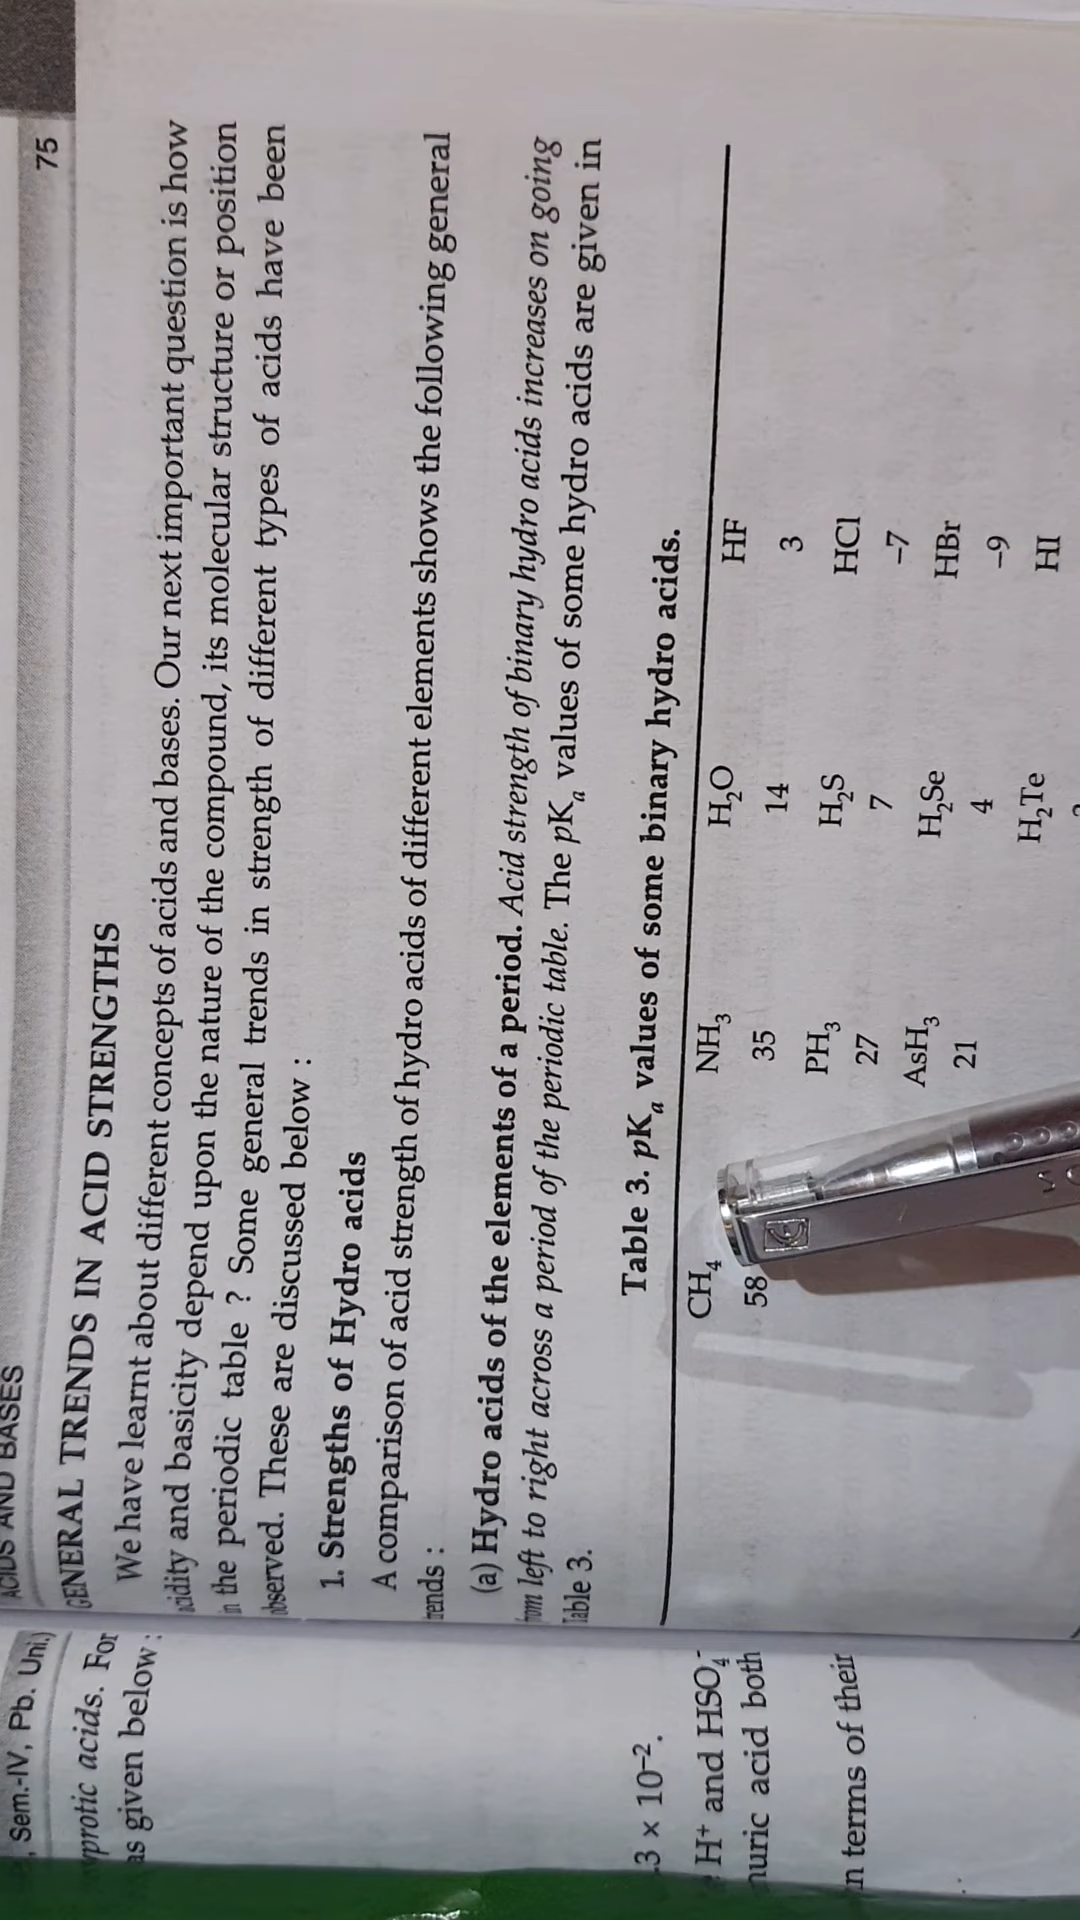 , Sem.-IV, Pb. Uni.)
protic acids. For
as given below :
3 × 10⁻².
H⁺ and HSO₄⁻
uric acid both
n terms of their
ACIDS AND BASES 75
GENERAL TRENDS IN ACID STRENGTHS
We have learnt about different concepts of acids and bases. Our next important question is how
acidity and basicity depend upon the nature of the compound, its molecular structure or position
in the periodic table ? Some general trends in strength of different types of acids have been
observed. These are discussed below :
1. Strengths of Hydro acids
A comparison of acid strength of hydro acids of different elements shows the following general
rends :
(a) Hydro acids of the elements of a period. Acid strength of binary hydro acids increases on going
from left to right across a period of the periodic table. The pKₐ values of some hydro acids are given in
Table 3.
Table 3. pKₐ values of some binary hydro acids.
CH₄ NH₃ H₂O HF
58 35 14 3
PH₃ H₂S HCl
27 7 –7
AsH₃ H₂Se HBr
21 4 –9
H₂Te HI